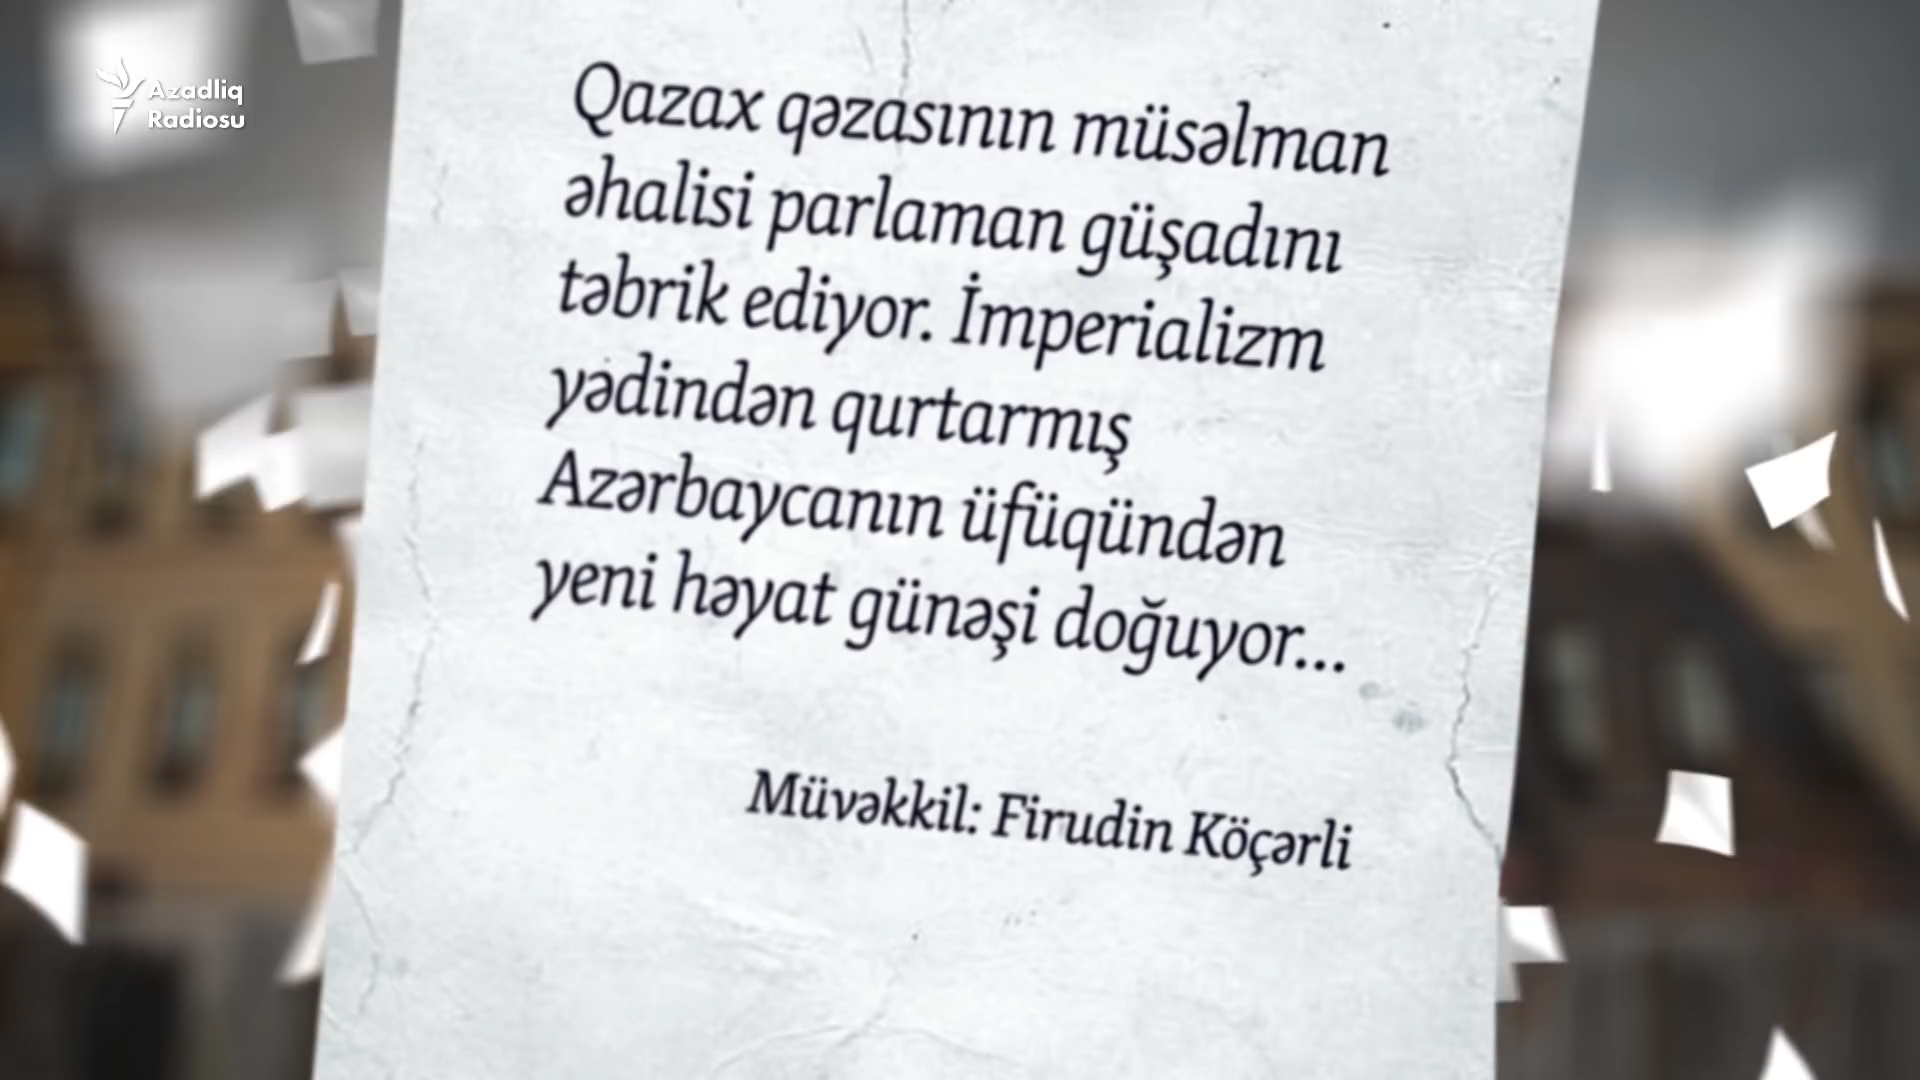 Azadliq
Radiosu
Qazax qəzasının müsəlman
əhalisi parlaman güşadını
təbrik ediyor. İmperializm
yədindən qurtarmış
Azərbaycanın üfüqündən
yeni həyat günəşi doğuyor...
Müvəkkil: Firudin Köçərli